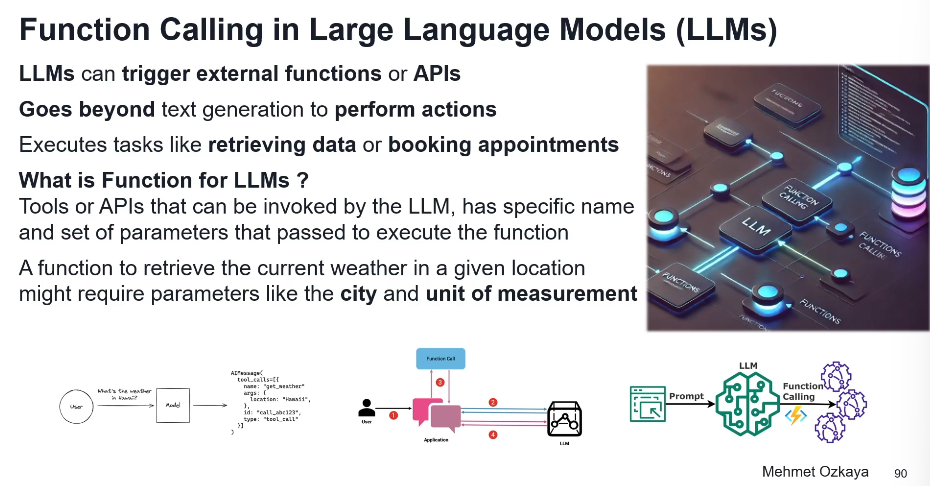 Function Calling in Large Language Models (LLMs)
LLMs can trigger external functions or APIs
Goes beyond text generation to perform actions
Executes tasks like retrieving data or booking appointments
What is Function for LLMs ?
Tools or APIs that can be invoked by the LLM, has specific name
and set of parameters that passed to execute the function
A function to retrieve the current weather in a given location
might require parameters like the city and unit of measurement
FUNCTION
CALLING
LLM
FUNCTIONS
FUNCTIONS
User
What's the weather
in Hawaii?
Model
AIMessage(
tool_calls=[{
name: "get_weather"
args: {
location: "Hawaii",
},
id: "call_abc123",
type: "tool_call"
}]
)
Function Call
User
1
2
3
4
Application
LLM
Prompt
LLM
Function
Calling
Mehmet Ozkaya
90